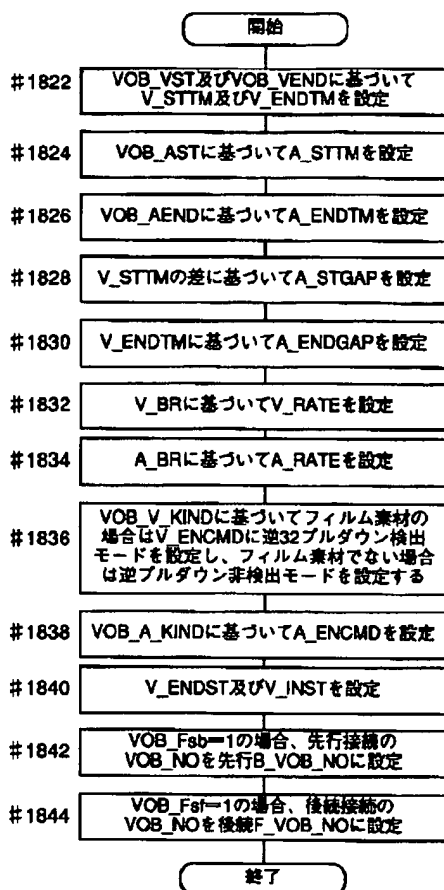 開始
#1822
VOB_VST及びVOB_VENDに基づいて
V_STTM及びV_ENDTMを設定
#1824
VOB_ASTに基づいてA_STTMを設定
#1826
VOB_AENDに基づいてA_ENDTMを設定
#1828
V_STTMの差に基づいてA_STGAPを設定
#1830
V_ENDTMに基づいてA_ENDGAPを設定
#1832
V_BRに基づいてV_RATEを設定
#1834
A_BRに基づいてA_RATEを設定
#1836
VOB_V_KINDに基づいてフィルム素材の
場合はV_ENCMDに逆32プルダウン検出
モードを設定し、フィルム素材でない場合
は逆プルダウン非検出モードを設定する
#1838
VOB_A_KINDに基づいてA_ENCMDを設定
#1840
V_ENDST及びV_INSTを設定
#1842
VOB_Fsb=1の場合、先行接続の
VOB_NOを先行B_VOB_NOに設定
#1844
VOB_Fsf=1の場合、後続接続の
VOB_NOを後続F_VOB_NOに設定
終了